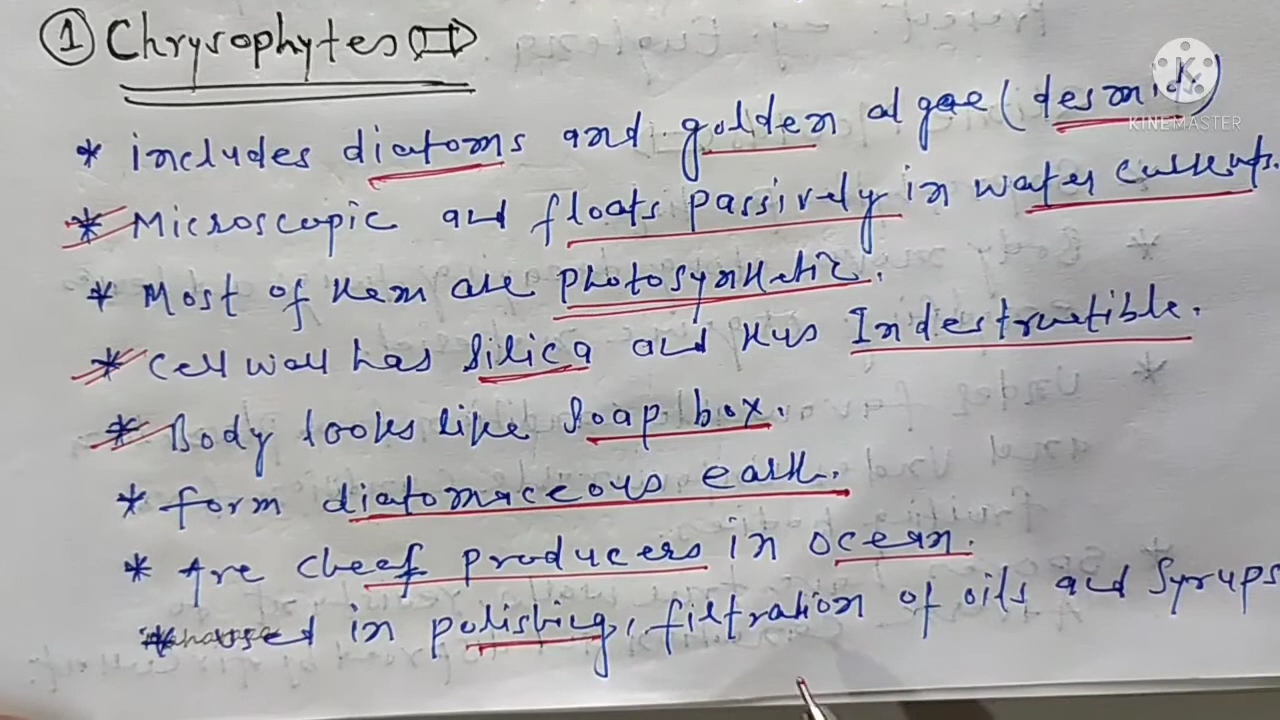 ① Chrysophytes
* includes diatoms and golden algae (desmids)
* Microscopic and floats passively in water currents.
* Most of them are photosynthetic.
* cell wall has Silica and thus Indestructible.
* Body looks like Soap box.
* form diatomaceous earth.
* Are cheef producers in ocean.
* used in polishing, filtration of oils and Syrups
K
KINEMASTER